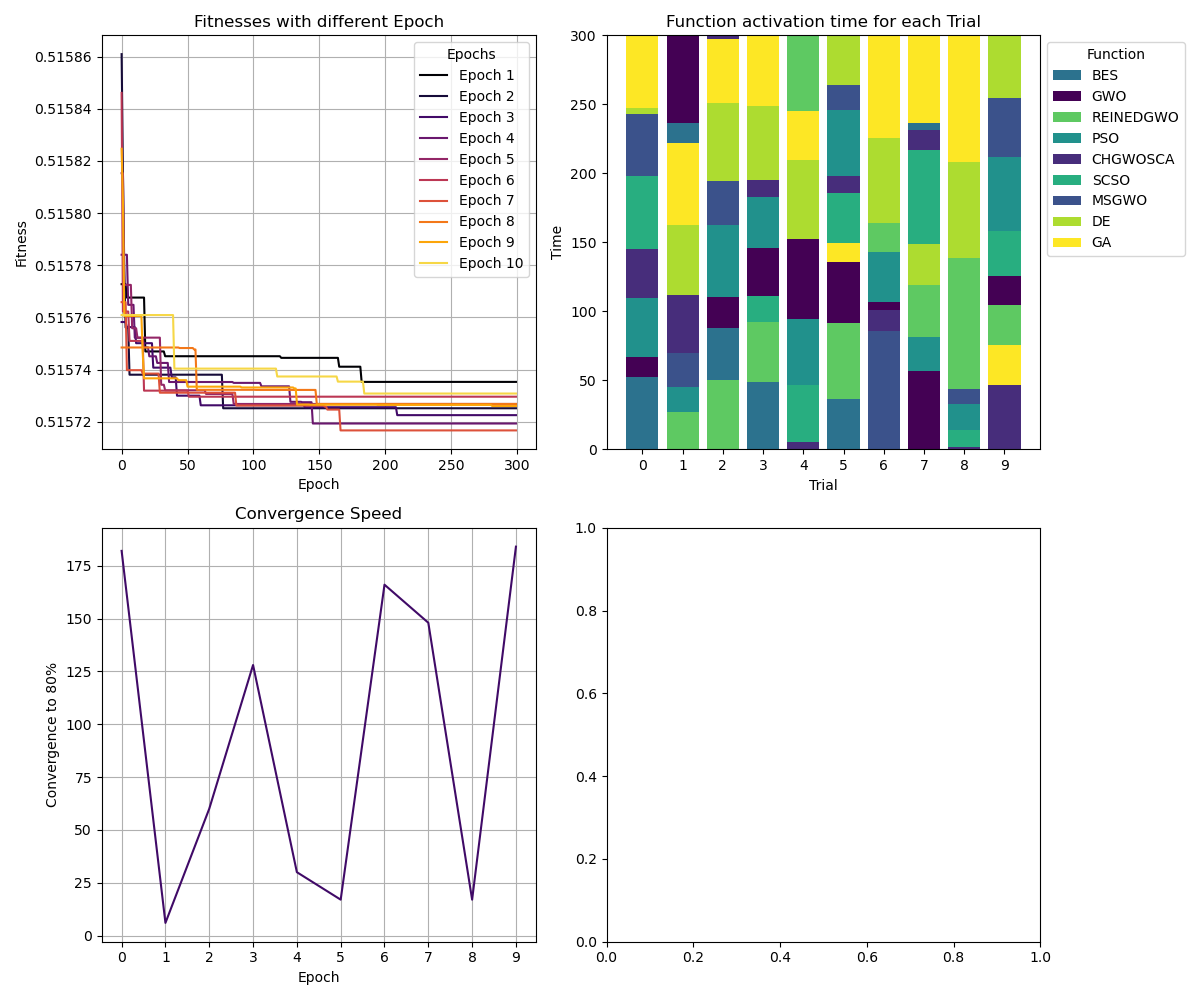 Fitnesses with different Epoch
Fitness
0.51586
0.51584
0.51582
0.51580
0.51578
0.51576
0.51574
0.51572
0 50 100 150 200 250 300
Epoch
Epochs
Epoch 1
Epoch 2
Epoch 3
Epoch 4
Epoch 5
Epoch 6
Epoch 7
Epoch 8
Epoch 9
Epoch 10
Function activation time for each Trial
Time
300
250
200
150
100
50
0
0 1 2 3 4 5 6 7 8 9
Trial
Function
BES
GWO
REINEDGWO
PSO
CHGWOSCA
SCSO
MSGWO
DE
GA
Convergence Speed
Convergence to 80%
175
150
125
100
75
50
25
0
0 1 2 3 4 5 6 7 8 9
Epoch
1.0
0.8
0.6
0.4
0.2
0.0
0.0 0.2 0.4 0.6 0.8 1.0